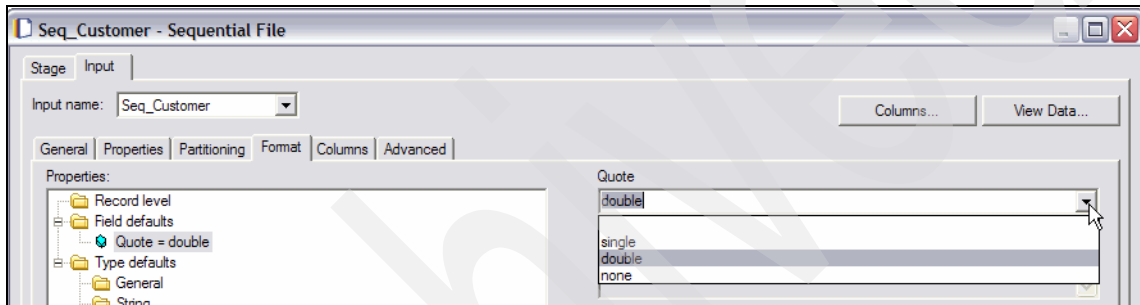 Seq_Customer - Sequential File
Stage Input
Input name: Seq_Customer
Columns... View Data...
General Properties Partitioning Format Columns Advanced
Properties:
Record level
Field defaults
Quote = double
Type defaults
General
String
Quote
double
single
double
none